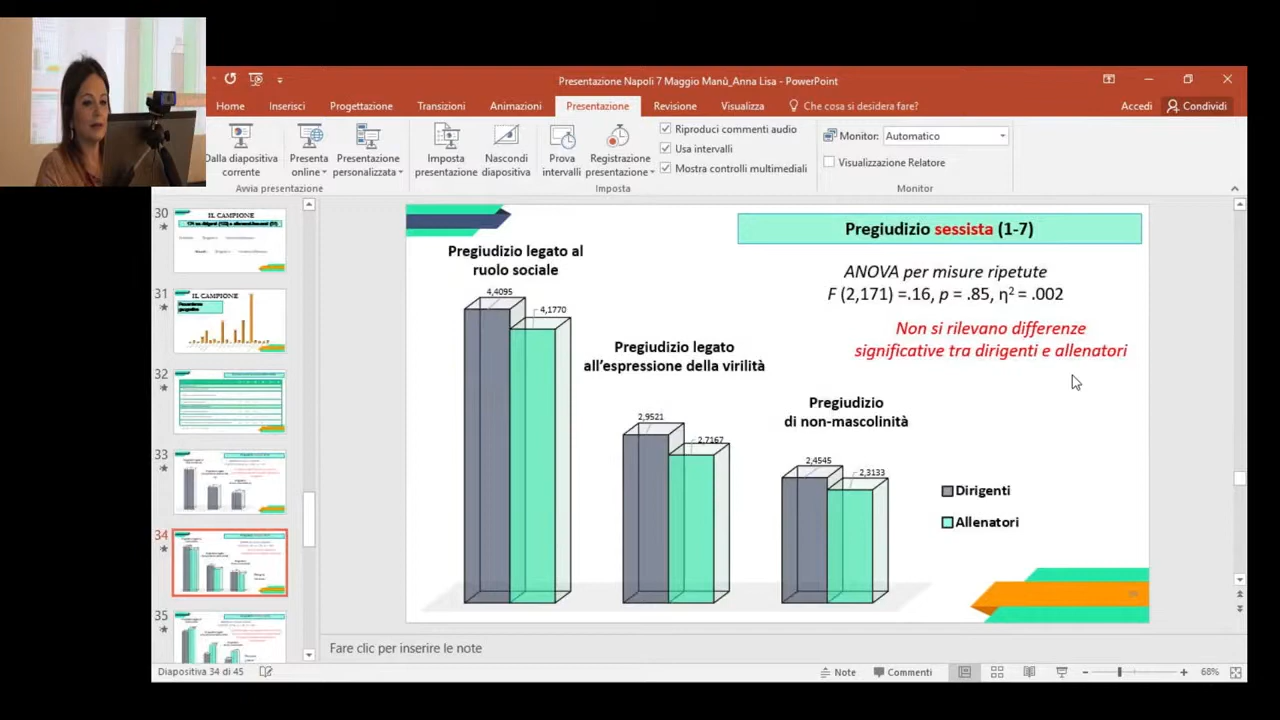 Presentazione Napoli 7 Maggio Manù_Anna Lisa - PowerPoint
Home Inserisci Progettazione Transizioni Animazioni Presentazione Revisione Visualizza Che cosa si desidera fare? Accedi Condividi
Dalla diapositiva corrente
Presenta online
Presentazione personalizzata
Avvia presentazione
Imposta presentazione
Nascondi diapositiva
Prova intervalli
Registrazione presentazione
Riproduci commenti audio
Usa intervalli
Mostra controlli multimediali
Imposta
Monitor: Automatico
Visualizzazione Relatore
Monitor
30
IL CAMPIONE
31
IL CAMPIONE
32
33
34
35
Pregiudizio sessista (1-7)
Pregiudizio legato al
ruolo sociale
ANOVA per misure ripetute
F (2,171) =.16, p = .85, η² = .002
Non si rilevano differenze
significative tra dirigenti e allenatori
4,4095
4,1770
Pregiudizio legato
all'espressione della virilità
2,9521
2,7167
Pregiudizio
di non-mascolinità
2,4545
2,3133
Dirigenti
Allenatori
Fare clic per inserire le note
Diapositiva 34 di 45
Note
Commenti
68%